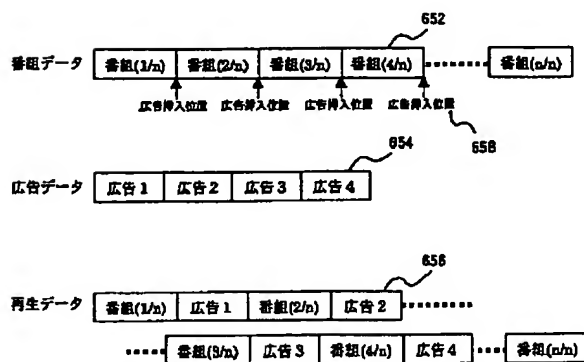 652
番組データ 番組(1/n) 番組(2/n) 番組(3/n) 番組(4/n) 番組(n/n)
広告挿入位置 広告挿入位置 広告挿入位置 広告挿入位置
658
654
広告データ 広告1 広告2 広告3 広告4
656
再生データ 番組(1/n) 広告1 番組(2/n) 広告2
番組(3/n) 広告3 番組(4/n) 広告4 番組(n/n)